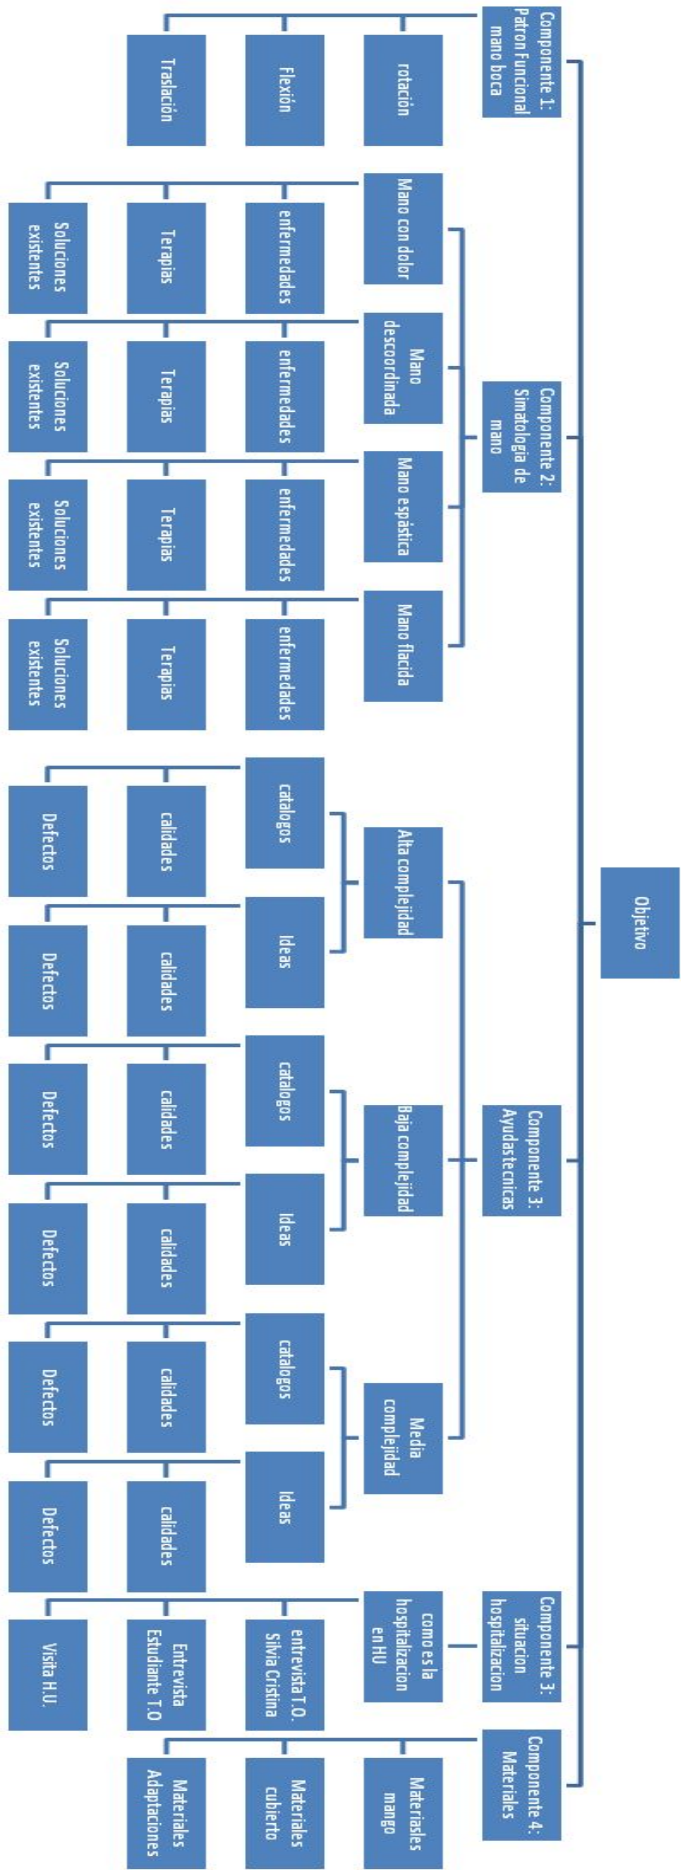 Objetivo
Componente 1:
Patron Funcional
mano boca
rotación
Flexión
Traslación
Componente 2:
Simatologia de
mano
Mano con dolor
enfermedades
Terapias
Soluciones
existentes
Mano
descoordinada
enfermedades
Terapias
Soluciones
existentes
Mano espástica
enfermedades
Terapias
Soluciones
existentes
Mano flacida
enfermedades
Terapias
Soluciones
existentes
Componente 3:
Ayudastecnicas
Alta complejidad
catalogos
calidades
Defectos
Ideas
calidades
Defectos
Baja complejidad
catalogos
calidades
Defectos
Ideas
calidades
Defectos
Media
complejidad
catalogos
calidades
Defectos
Ideas
calidades
Defectos
Componente 3:
situacion
hospitalizacion
como es la
hospitalizacion
en HU
entrevista T.O.
Silvia Cristina
Entrevista
Estudiante T.O
Visita H.U.
Componente 4:
Materiales
Materiasles
mango
Materiales
cubierto
Materiales
Adaptaciones